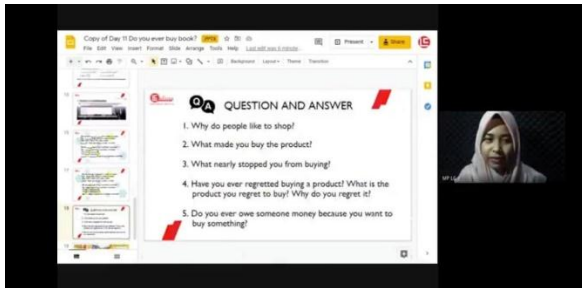 Copy of Day 11 Do you ever buy book?
File Edit View Insert Format Slide Arrange Tools Help Last edit was
Present
Share
Background Layout Theme Transition
Q A
QUESTION AND ANSWER
1. Why do people like to shop?
2. What made you buy the product?
3. What nearly stopped you from buying?
4. Have you ever regretted buying a product? What is the
product you regret to buy? Why do you regret it?
5. Do you ever owe someone money because you want to
buy something?